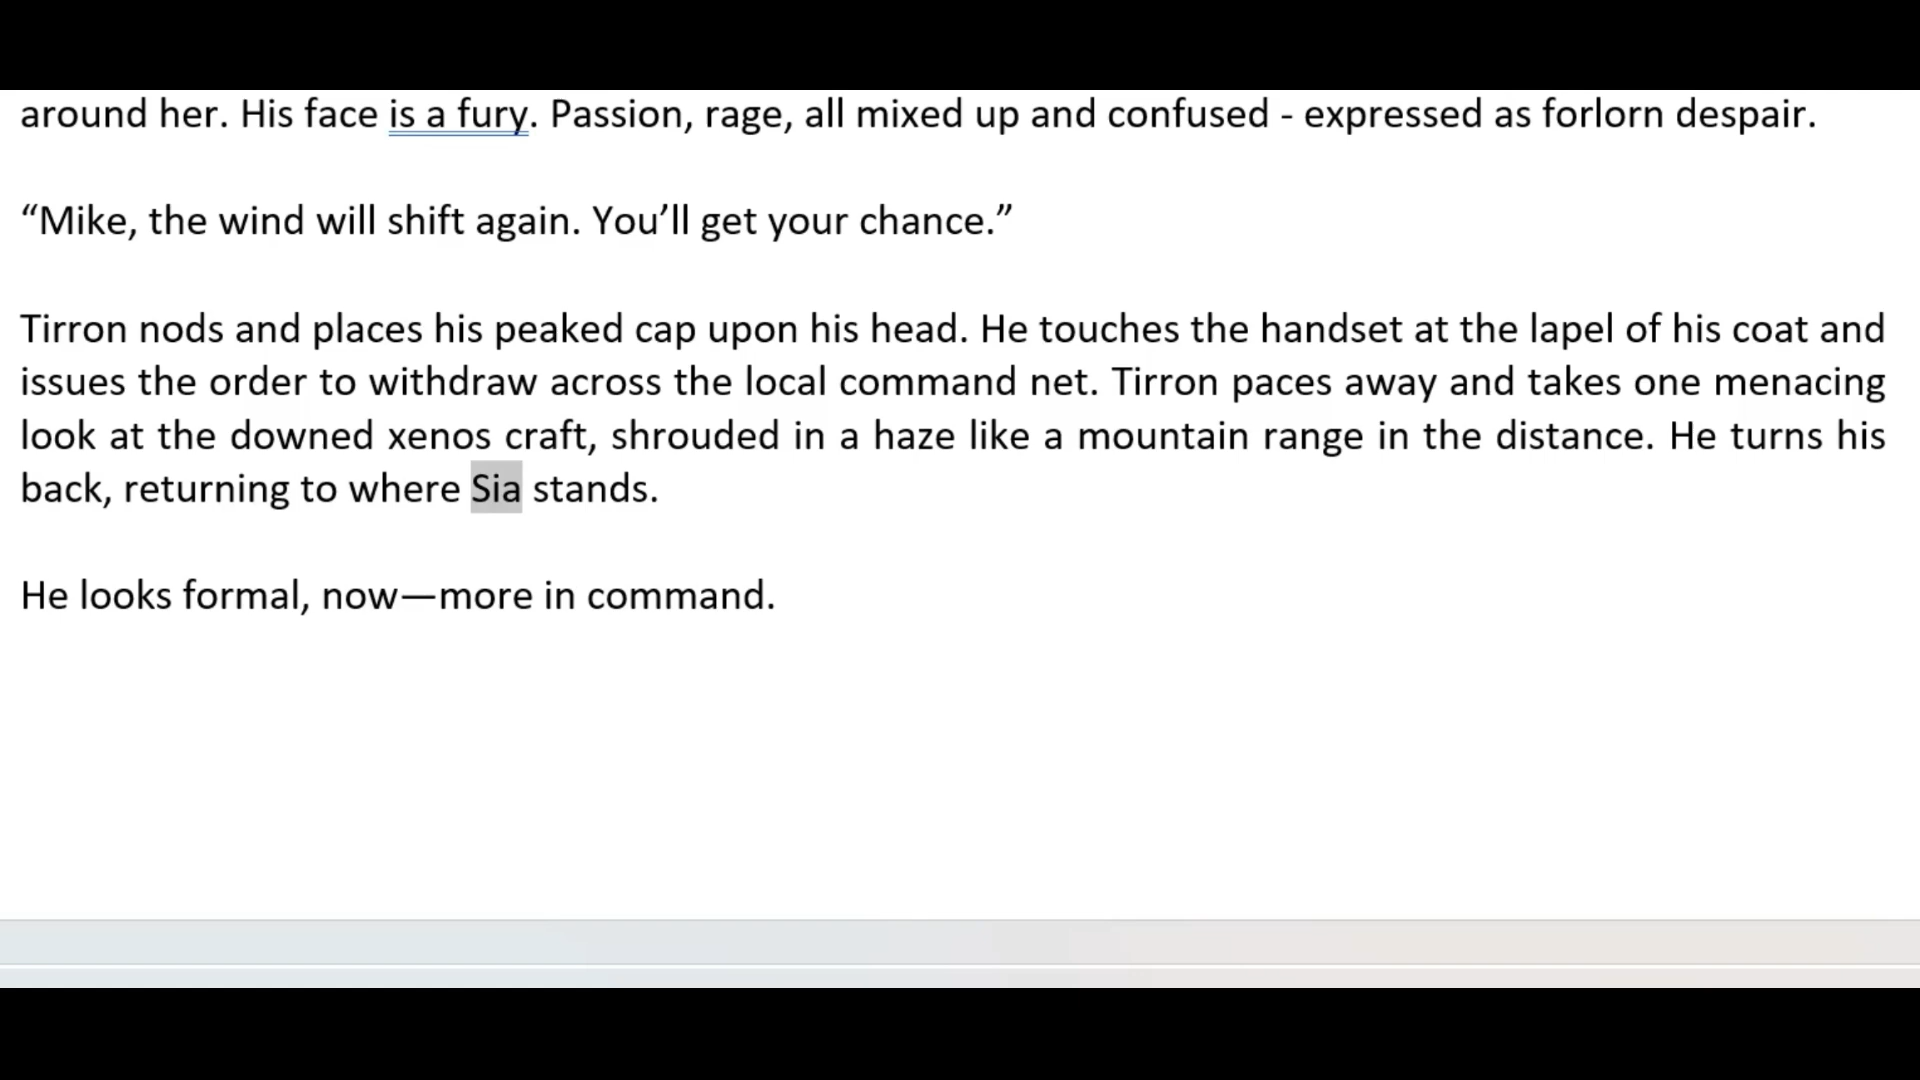 around her. His face is a fury. Passion, rage, all mixed up and confused - expressed as forlorn despair.
“Mike, the wind will shift again. You’ll get your chance.”
Tirron nods and places his peaked cap upon his head. He touches the handset at the lapel of his coat and
issues the order to withdraw across the local command net. Tirron paces away and takes one menacing
look at the downed xenos craft, shrouded in a haze like a mountain range in the distance. He turns his
back, returning to where Sia stands.
He looks formal, now—more in command.